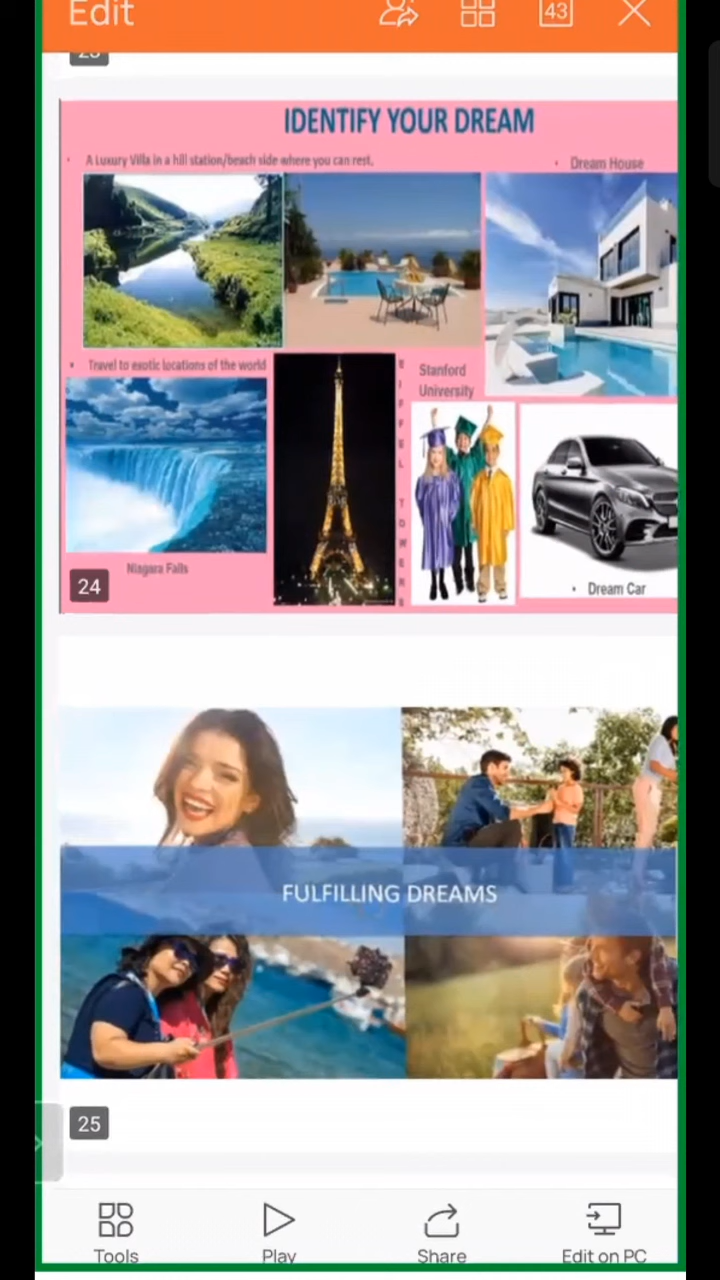 Edit
43
23
IDENTIFY YOUR DREAM
A Luxury Villa in a hill station/beach side where you can rest.
Dream House
Travel to exotic locations of the world
EIFFEL TOWERS
Stanford
University
Niagara Falls
Dream Car
24
FULFILLING DREAMS
25
Tools
Play
Share
Edit on PC